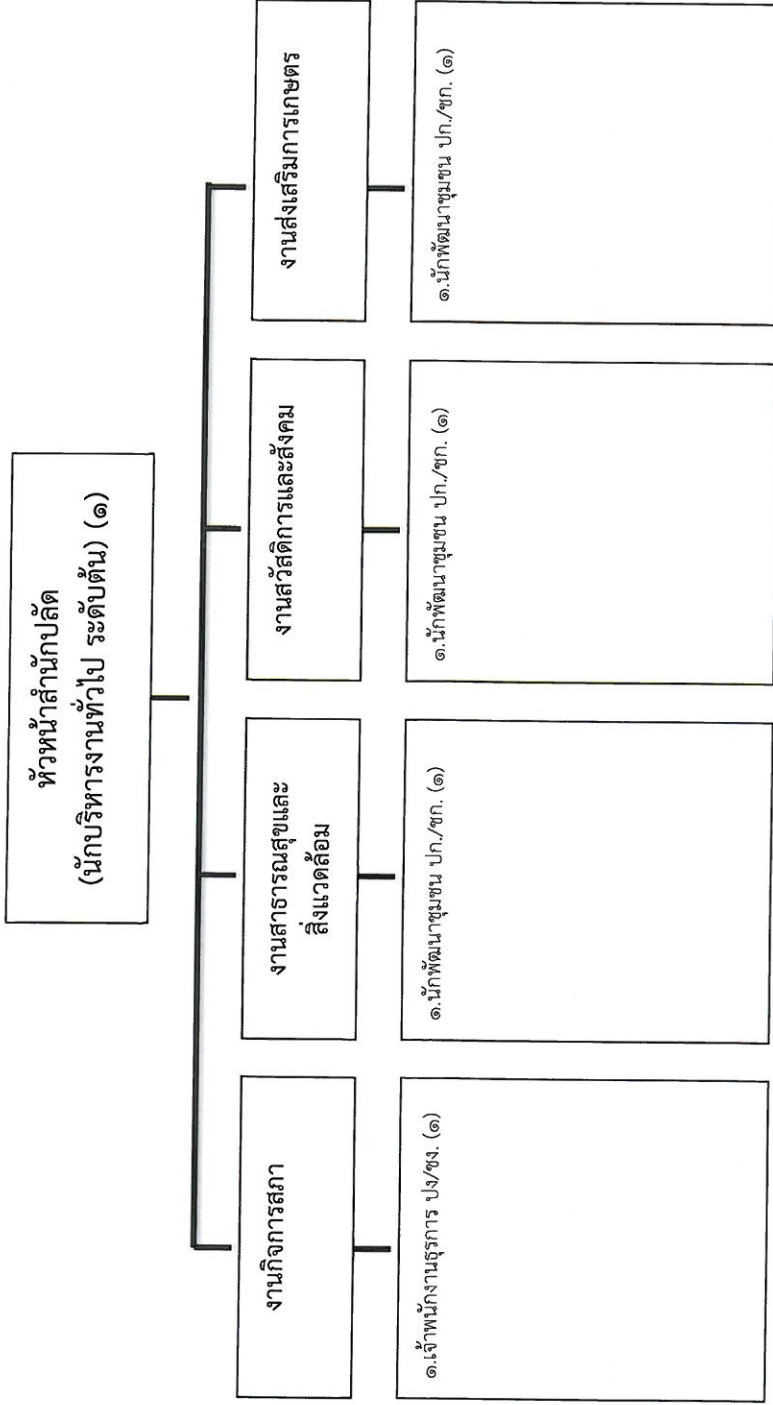 หัวหน้าสำนักปลัด
(นักบริหารงานทั่วไป ระดับต้น) (๑)
งานกิจการสภา
งานสาธารณสุขและ
สิ่งแวดล้อม
งานสวัสดิการและสังคม
งานส่งเสริมการเกษตร
๑.เจ้าพนักงานธุรการ ปง/ชง. (๑)
๑.นักพัฒนาชุมชน ปก./ชก. (๑)
๑.นักพัฒนาชุมชน ปก./ชก. (๑)
๑.นักพัฒนาชุมชน ปก./ชก. (๑)